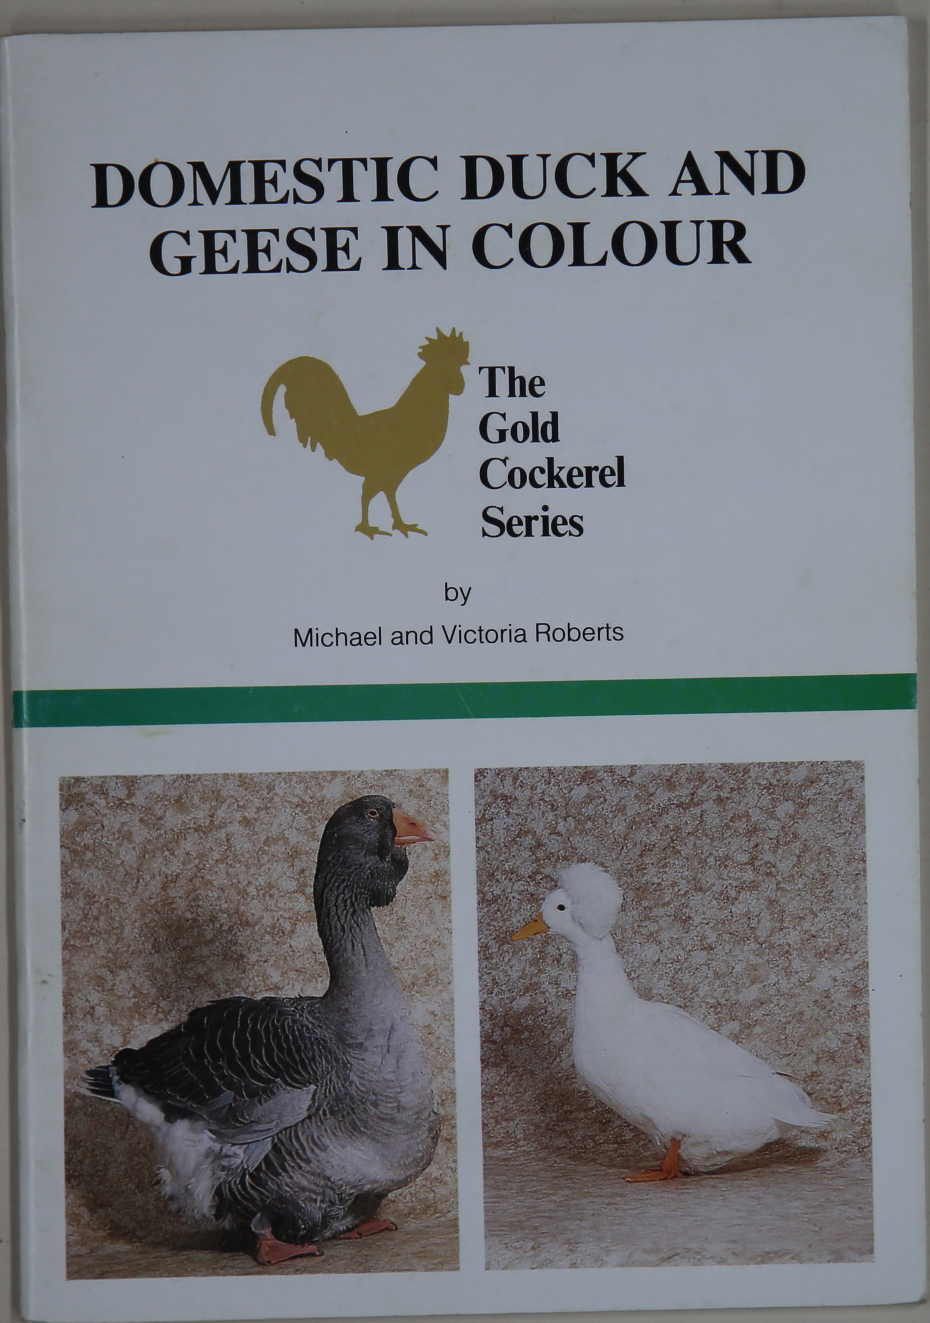 DOMESTIC DUCK AND
GEESE IN COLOUR
The
Gold
Cockerel
Series
by
Michael and Victoria Roberts